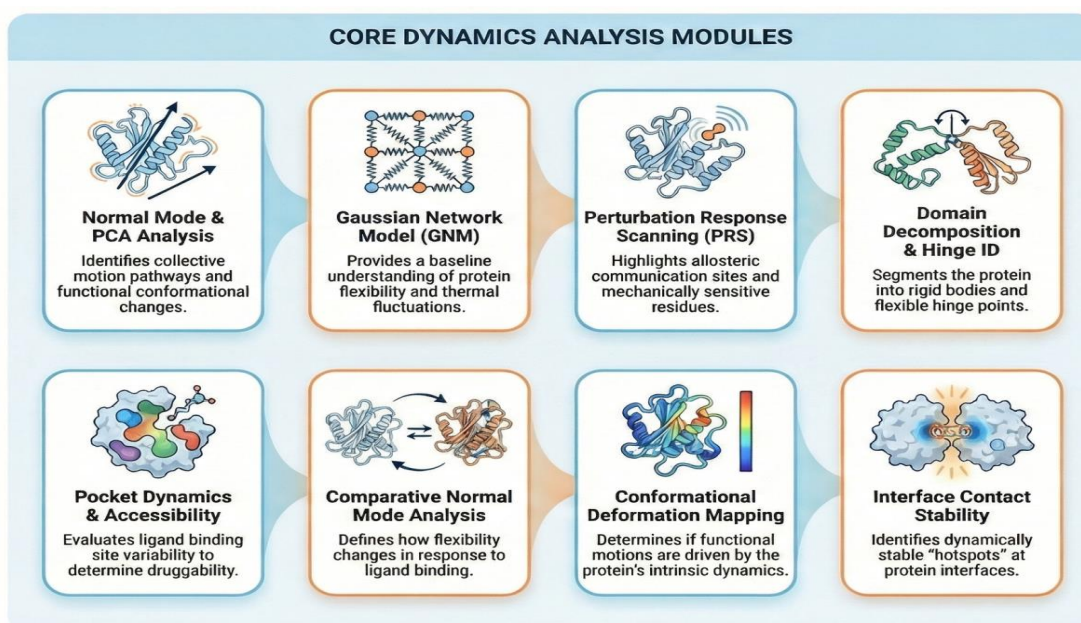 CORE DYNAMICS ANALYSIS MODULES
Normal Mode &
PCA Analysis
Identifies collective
motion pathways and
functional conformational
changes.
Gaussian Network
Model (GNM)
Provides a baseline
understanding of protein
flexibility and thermal
fluctuations.
Perturbation Response
Scanning (PRS)
Highlights allosteric
communication sites and
mechanically sensitive
residues.
Domain
Decomposition
& Hinge ID
Segments the protein
into rigid bodies and
flexible hinge points.
Pocket Dynamics
& Accessibility
Evaluates ligand binding
site variability to
determine druggability.
Comparative Normal
Mode Analysis
Defines how flexibility
changes in response to
ligand binding.
Conformational
Deformation Mapping
Determines if functional
motions are driven by the
protein's intrinsic dynamics.
Interface Contact
Stability
Identifies dynamically
stable “hotspots” at
protein interfaces.